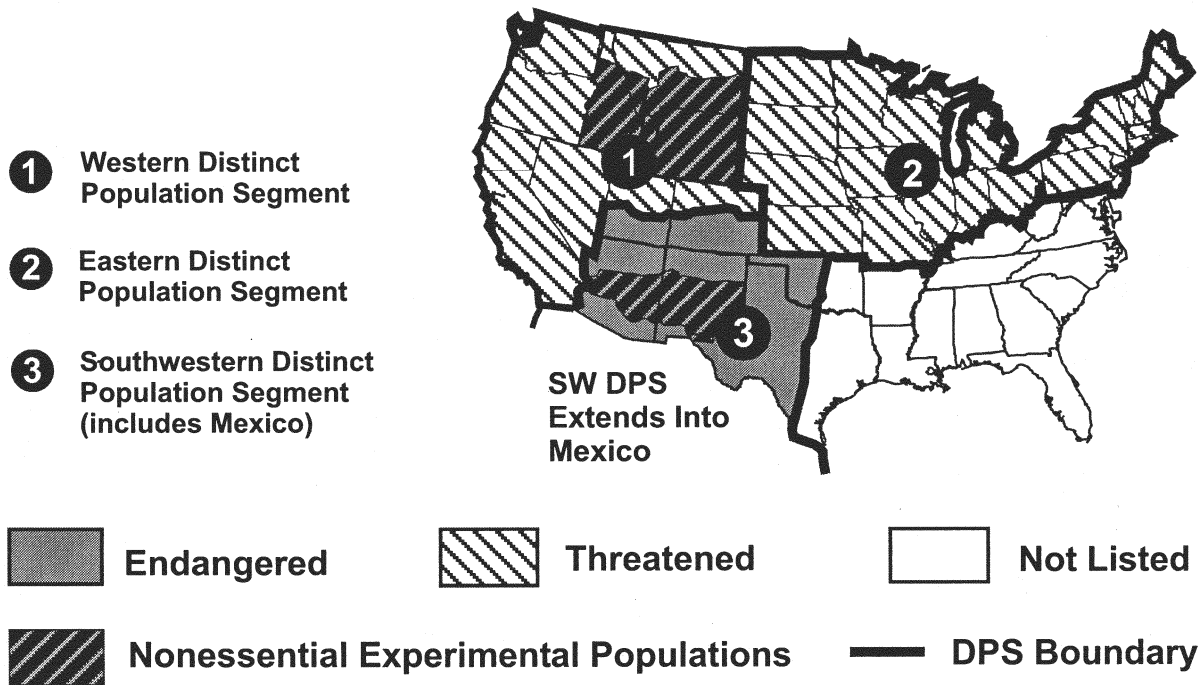 1 Western Distinct
Population Segment
2 Eastern Distinct
Population Segment
3 Southwestern Distinct
Population Segment
(includes Mexico)
1
2
3
SW DPS
Extends Into
Mexico
Endangered
Threatened
Not Listed
Nonessential Experimental Populations
DPS Boundary